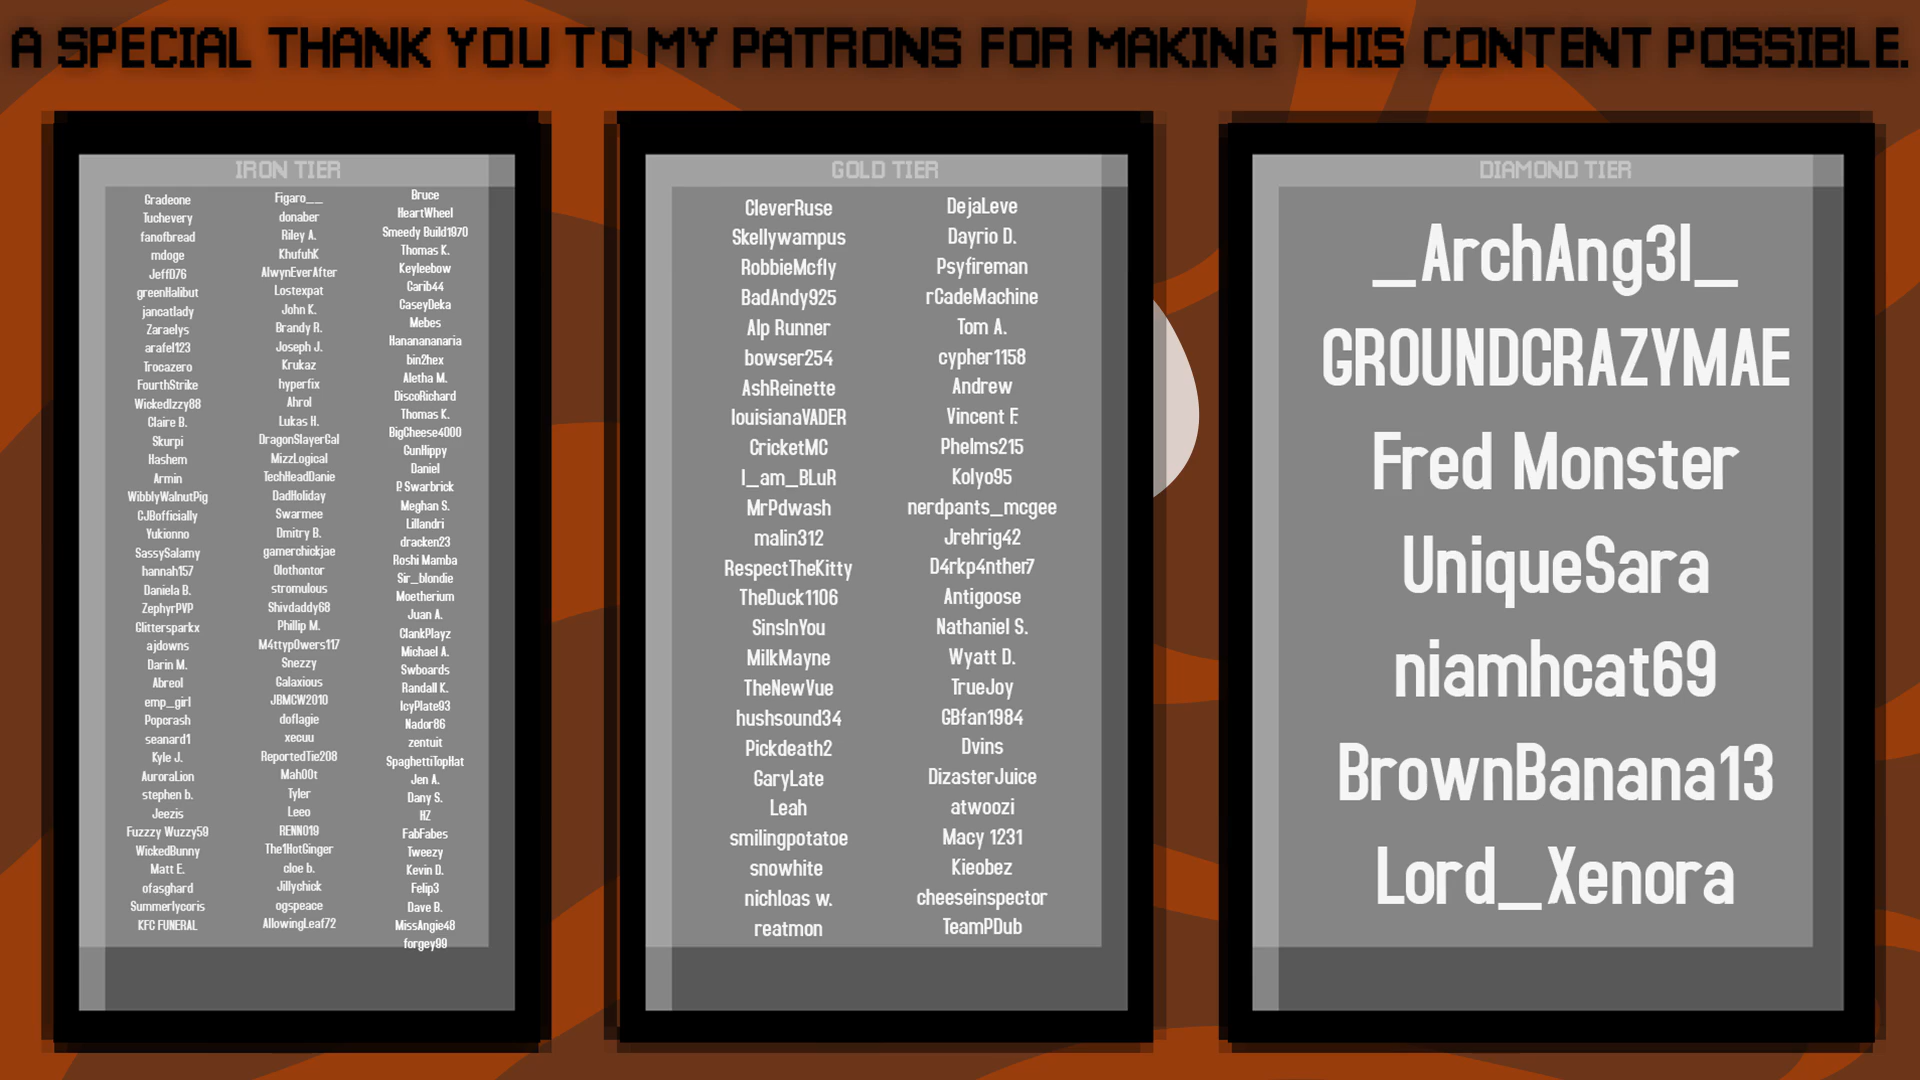 A SPECIAL THANK YOU TO MY PATRONS FOR MAKING THIS CONTENT POSSIBLE.
IRON TIER
Gradeone
Tuchevery
fanofbread
mdoge
JeffD76
greenHalibut
jancatlady
Zaraelys
arafel123
Trocazero
FourthStrike
WickedIzzy88
Claire B.
Skurpi
Hashem
Armin
WibblyWalnutPig
CJBofficially
Yukionno
SassySalamy
hannah157
Daniela B.
ZephyrPVP
Glittersparkx
ajdowns
Darin M.
Abreol
emp_girl
Popcrash
seanard1
Kyle J.
AuroraLion
stephen b.
Jeezis
Fuzzzy Wuzzy59
WickedBunny
Matt E.
ofasghard
Summerlycoris
KFC FUNERAL
Figaro__
donaber
Riley A.
KhufuhK
AlwynEverAfter
Lostexpat
John K.
Brandy R.
Joseph J.
Krukaz
hyperfix
Ahrol
Lukas H.
DragonSlayerGal
MizzLogical
TechHeadDanie
DadHoliday
Swarmee
Dmitry B.
gamerchickjae
Olothontor
stromulous
Shivdaddy68
Phillip M.
M4ttyp0wers117
Snezzy
Galaxious
JBMCW2010
doflagie
xecuu
ReportedTie208
Mah00t
Tyler
Leeo
RENN019
The1HotGinger
cloe b.
Jillychick
ogspeace
AllowingLeaf72
Bruce
HeartWheel
Smeedy Build1970
Thomas K.
Keyleebow
Carib44
CaseyDeka
Mebes
Hanananananaria
bin2hex
Aletha M.
DiscoRichard
Thomas K.
BigCheese4000
GunHippy
Daniel
P. Swarbrick
Meghan S.
Lillandri
dracken23
Roshi Mamba
Sir_blondie
Moetherium
Juan A.
ClankPlayz
Michael A.
Swboards
Randall K.
IcyPlate93
Nador86
zentuit
SpaghettiTopHat
Jen A.
Dany S.
HZ
FabFabes
Tweezy
Kevin D.
Felip3
Dave B.
MissAngie48
forgey99
GOLD TIER
CleverRuse
Skellywampus
RobbieMcfly
BadAndy925
Alp Runner
bowser254
AshReinette
louisianaVADER
CricketMC
I_am_BLuR
MrPdwash
malin312
RespectTheKitty
TheDuck1106
SinsInYou
MilkMayne
TheNewVue
hushsound34
Pickdeath2
GaryLate
Leah
smilingpotatoe
snowhite
nichloas w.
reatmon
DejaLeve
Dayrio D.
Psyfireman
rCadeMachine
Tom A.
cypher1158
Andrew
Vincent F.
Phelms215
Kolyo95
nerdpants_mcgee
Jrehrig42
D4rkp4nther7
Antigoose
Nathaniel S.
Wyatt D.
TrueJoy
GBfan1984
Dvins
DizasterJuice
atwoozi
Macy 1231
Kieobez
cheeseinspector
TeamPDub
DIAMOND TIER
_ArchAng3l_
GROUNDCRAZYMAE
Fred Monster
UniqueSara
niamhcat69
BrownBanana13
Lord_Xenora